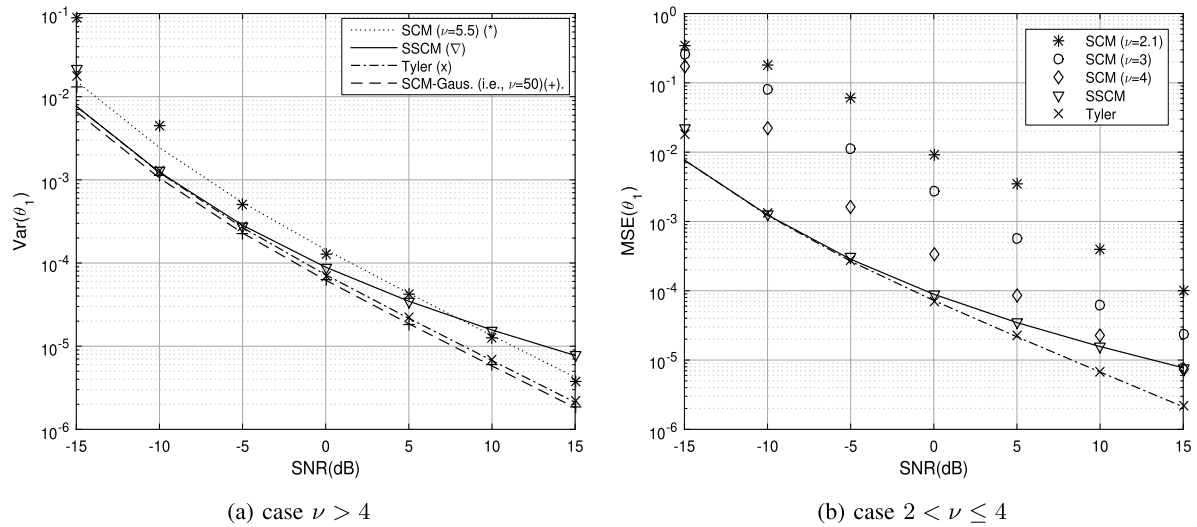 10^-1
10^-2
10^-3
10^-4
10^-5
10^-6
Var(θ_1)
-15 -10 -5 0 5 10 15
SNR(dB)
SCM (ν=5.5) (*)
SSCM (∇)
Tyler (x)
SCM-Gaus. (i.e., ν=50)(+).
(a) case ν > 4
10^0
10^-1
10^-2
10^-3
10^-4
10^-5
10^-6
MSE(θ_1)
-15 -10 -5 0 5 10 15
SNR(dB)
SCM (ν=2.1)
SCM (ν=3)
SCM (ν=4)
SSCM
Tyler
(b) case 2 < ν ≤ 4